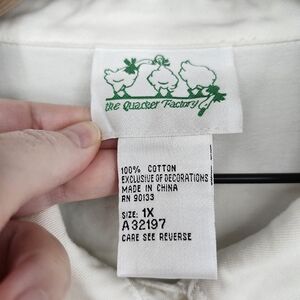 the Quacker Factory
100% COTTON
EXCLUSIVE OF DECORATIONS
MADE IN CHINA
RN 90133
SIZE: 1X
A32197
CARE SEE REVERSE